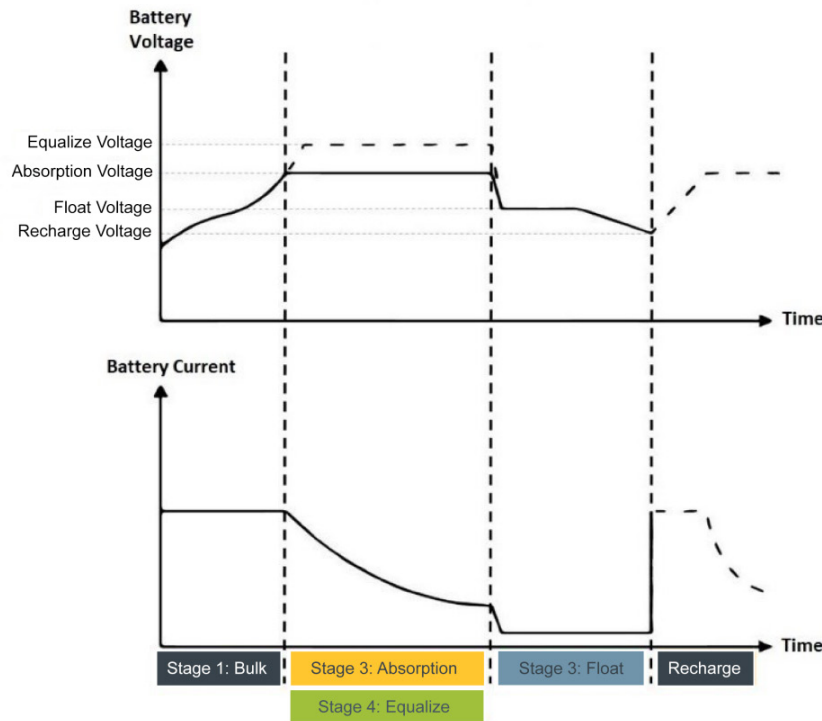 Battery
Voltage
Equalize Voltage
Absorption Voltage
Float Voltage
Recharge Voltage
Time
Battery Current
Time
Stage 1: Bulk
Stage 3: Absorption
Stage 3: Float
Recharge
Stage 4: Equalize